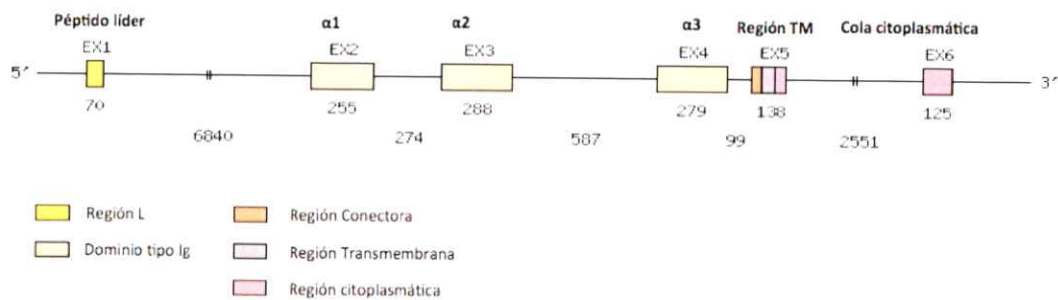 Péptido líder α1 α2 α3 Región TM Cola citoplasmática
EX1 EX2 EX3 EX4 EX5 EX6
5´ 3´
70 255 288 279 138 125
6840 274 587 99 2551
Región L Región Conectora
Dominio tipo Ig Región Transmembrana
Región citoplasmática